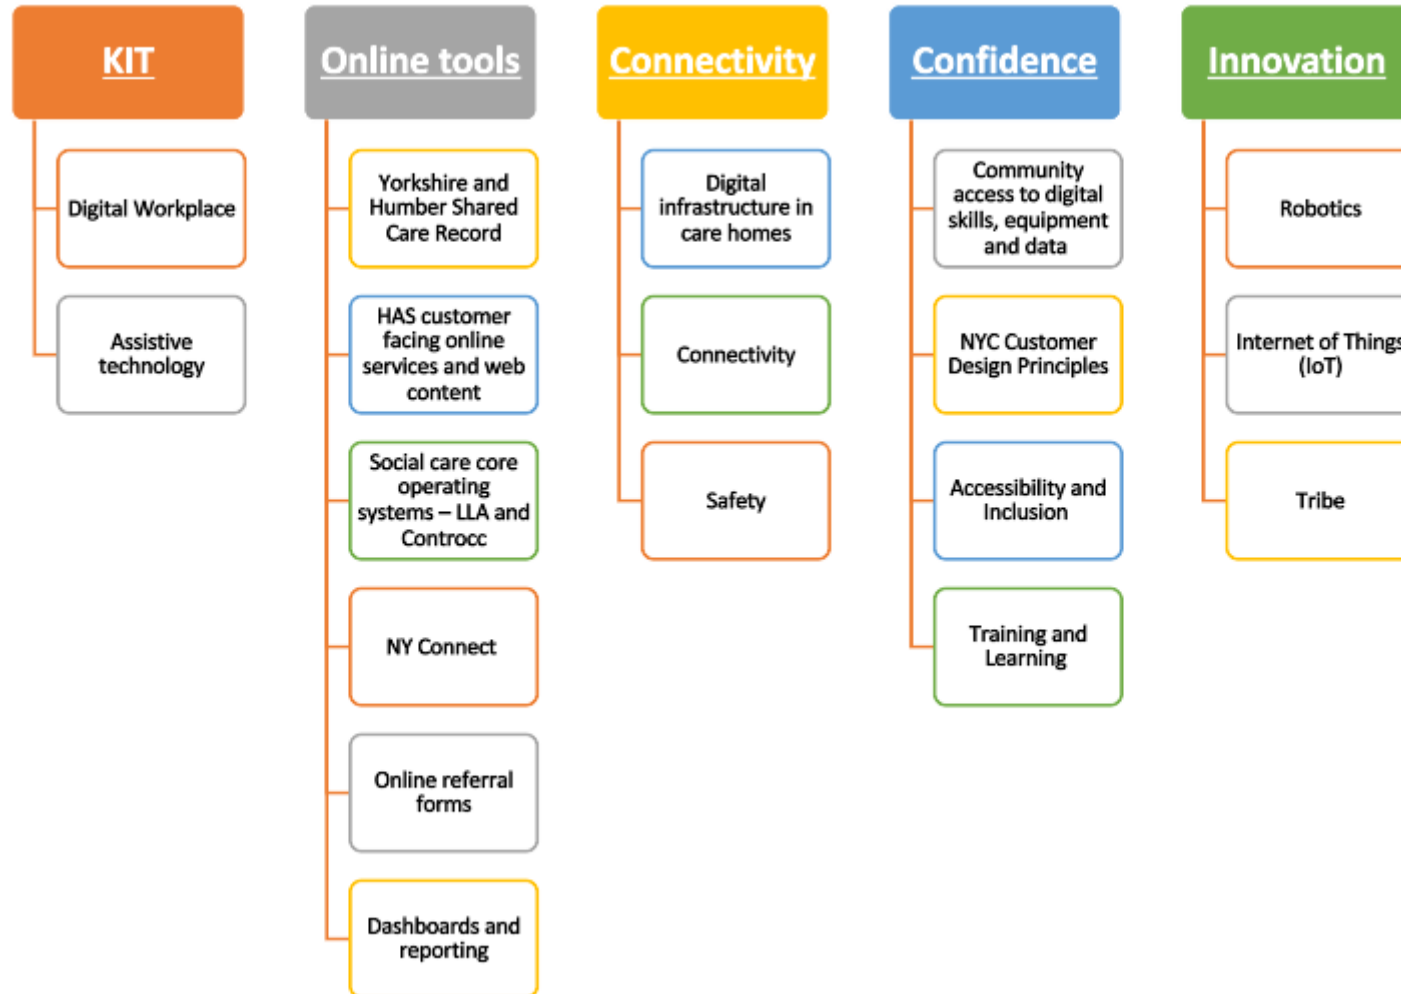 KIT
Digital Workplace
Assistive
technology
Online tools
Yorkshire and
Humber Shared
Care Record
HAS customer
facing online
services and web
content
Social care core
operating
systems – LLA and
Controcc
NY Connect
Online referral
forms
Dashboards and
reporting
Connectivity
Digital
infrastructure in
care homes
Connectivity
Safety
Confidence
Community
access to digital
skills, equipment
and data
NYC Customer
Design Principles
Accessibility and
Inclusion
Training and
Learning
Innovation
Robotics
Internet of Things
(IoT)
Tribe